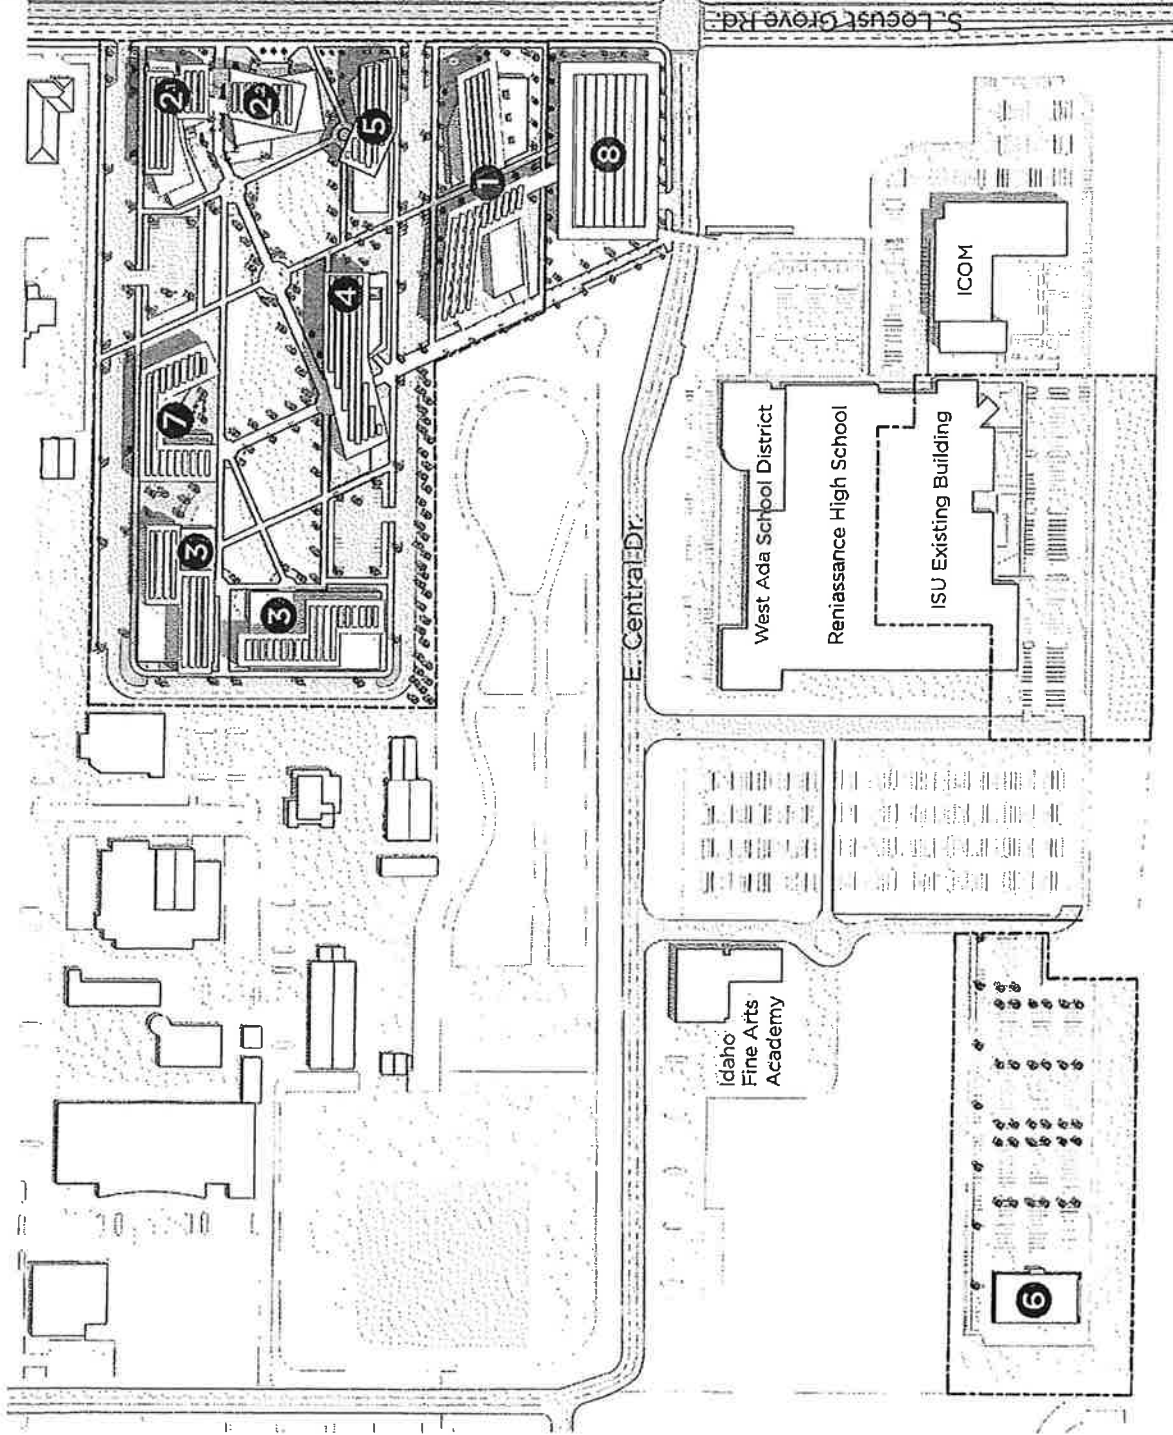 S. Locust Grove Rd.
2
2
5
1
8
4
7
3
3
E. Central Dr.
ICOM
West Ada School District
Reniassance High School
ISU Existing Building
Idaho
Fine Arts
Academy
6